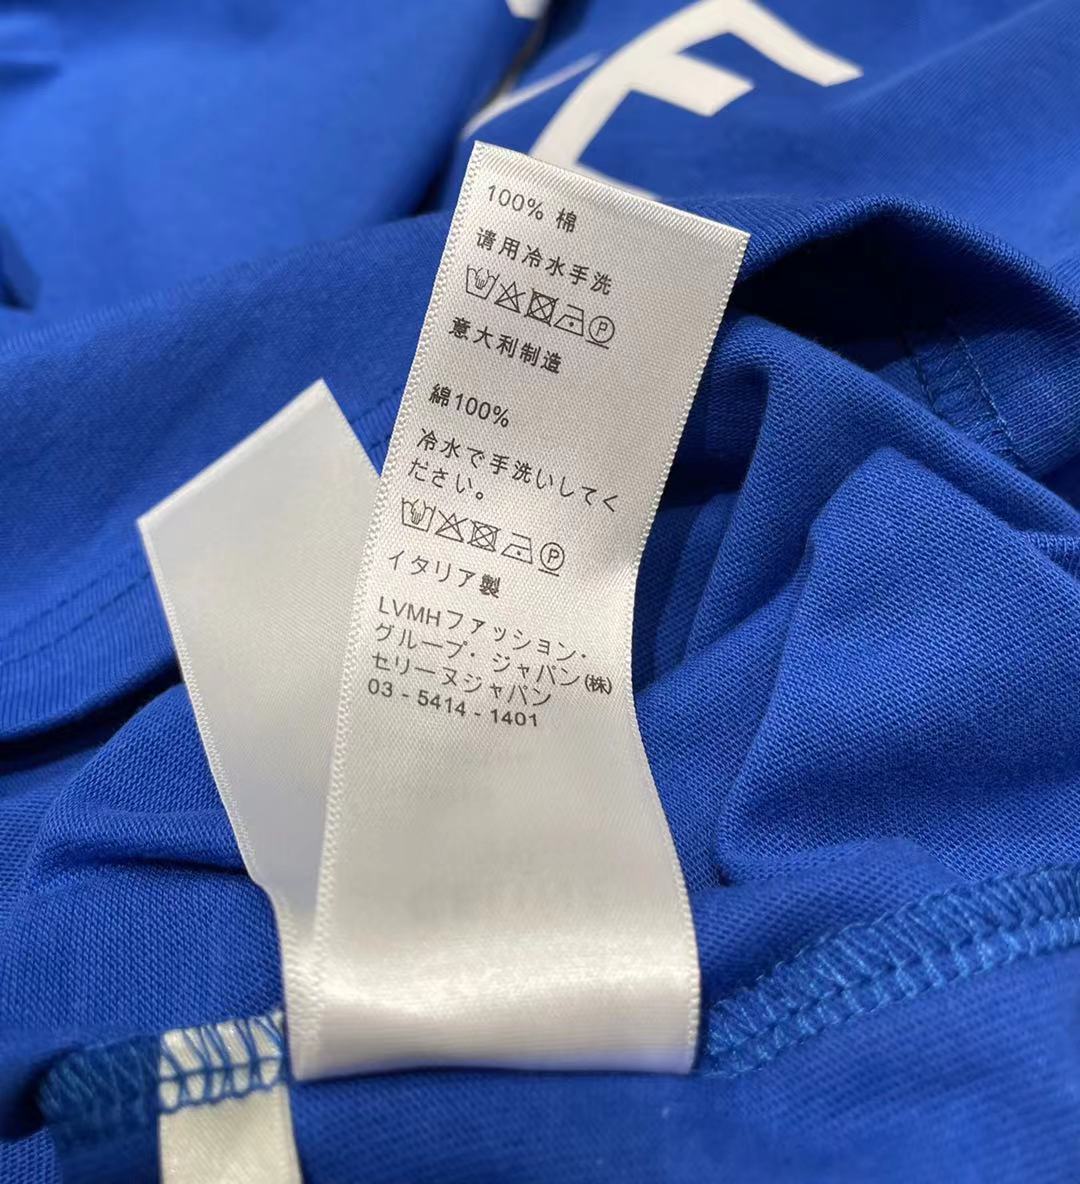 100% 棉
请用冷水手洗
P
意大利制造
綿100%
冷水で手洗いしてく
ださい。
P
イタリア製
LVMHファッション・
グループ・ジャパン(株)
セリーヌジャパン
03 - 5414 - 1401